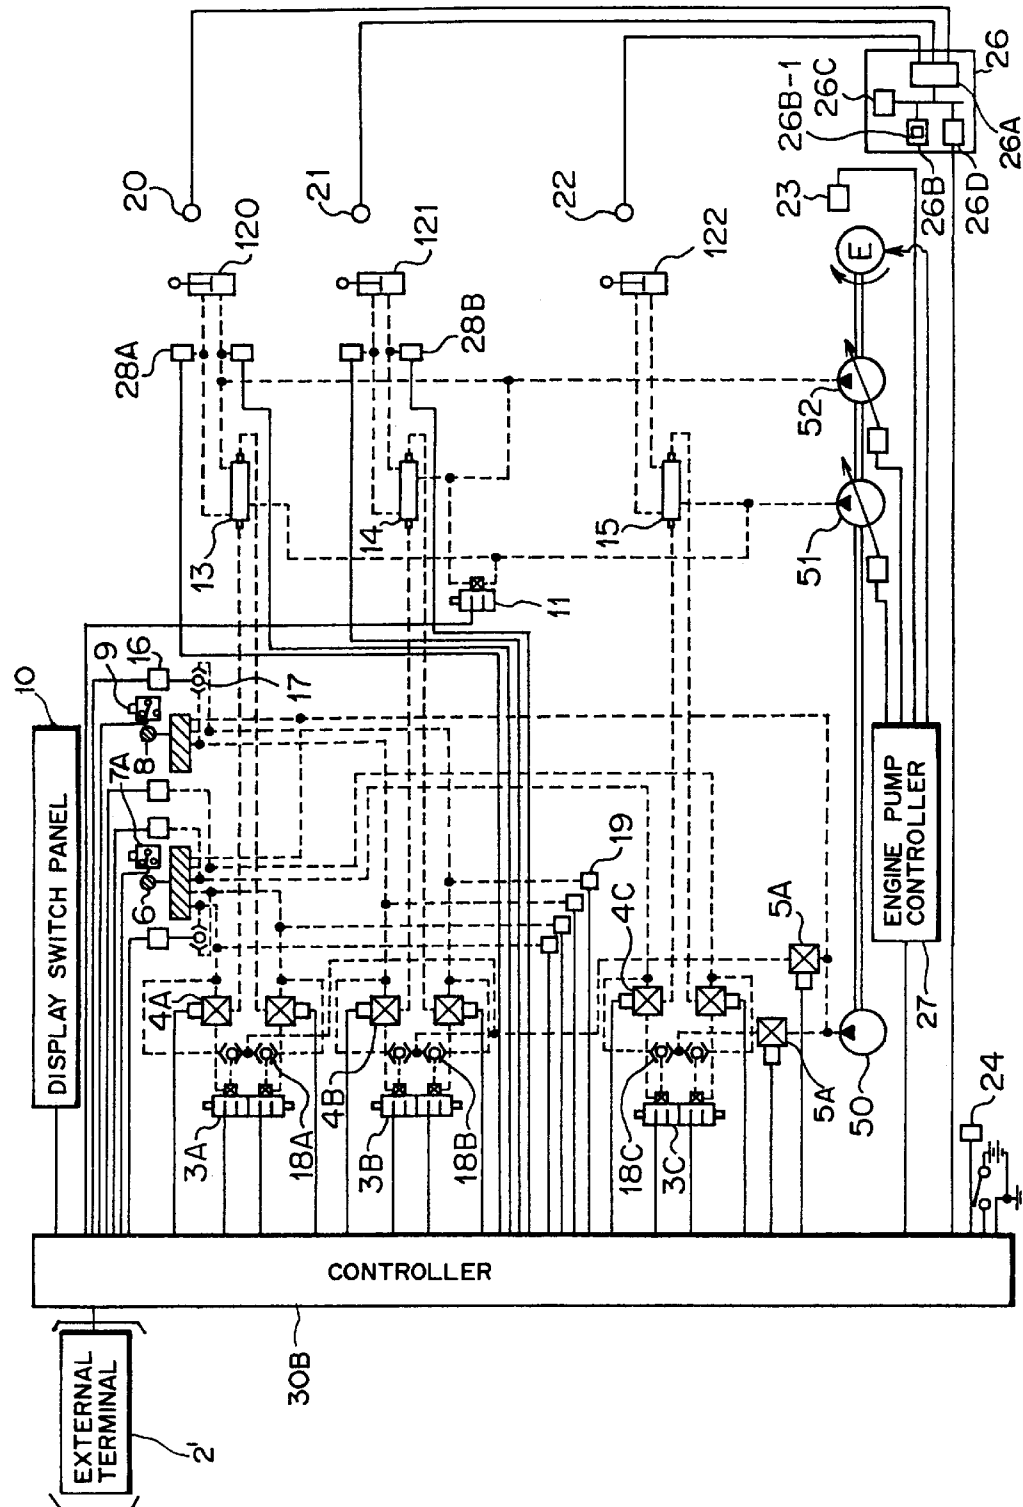 EXTERNAL
TERMINAL
2'
CONTROLLER
30B
DISPLAY SWITCH PANEL
10
9
16
7A
8
17
6
19
4A
3A
18A
4B
3B
18B
4C
18C
3C
5A
5A
50
24
ENGINE PUMP
CONTROLLER
27
13
14
15
11
28A
28B
120
121
122
20
21
22
23
51
52
E
26
26A
26B
26B-1
26C
26D